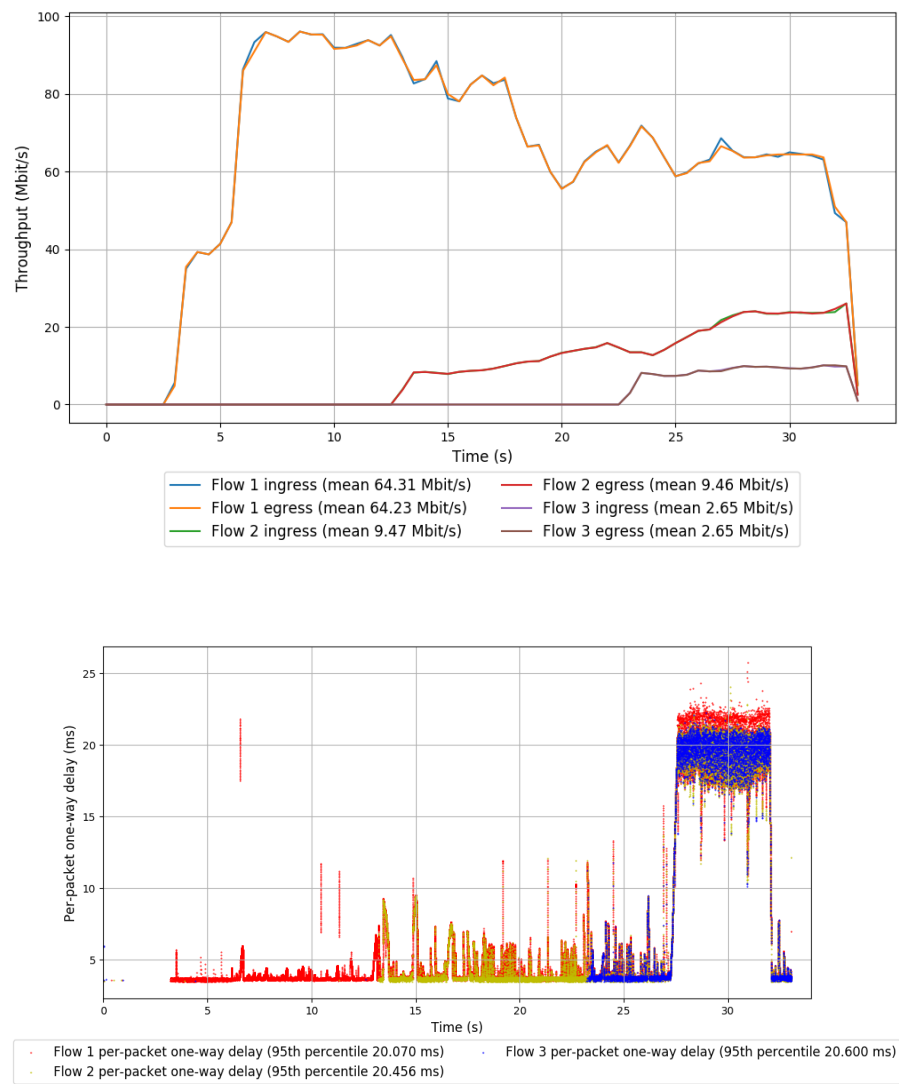 100
80
60
40
20
0
Throughput (Mbit/s)
0 5 10 15 20 25 30
Time (s)
Flow 1 ingress (mean 64.31 Mbit/s)
Flow 1 egress (mean 64.23 Mbit/s)
Flow 2 ingress (mean 9.47 Mbit/s)
Flow 2 egress (mean 9.46 Mbit/s)
Flow 3 ingress (mean 2.65 Mbit/s)
Flow 3 egress (mean 2.65 Mbit/s)
25
20
15
10
5
Per-packet one-way delay (ms)
0 5 10 15 20 25 30
Time (s)
Flow 1 per-packet one-way delay (95th percentile 20.070 ms)
Flow 2 per-packet one-way delay (95th percentile 20.456 ms)
Flow 3 per-packet one-way delay (95th percentile 20.600 ms)